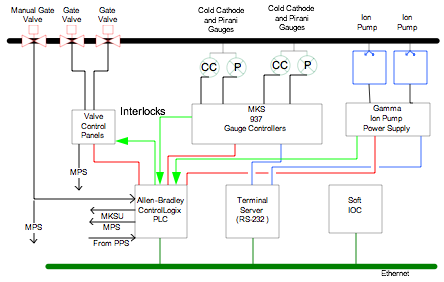 Manual Gate
Valve
Gate
Valve
Gate
Valve
Cold Cathode
and Pirani
Gauges
Cold Cathode
and Pirani
Gauges
Ion
Pump
Ion
Pump
CC
P
CC
P
Valve
Control
Panels
Interlocks
MKS
937
Gauge Controllers
Gamma
Ion Pump
Power Supply
MPS
Allen-Bradley
ControlLogix
PLC
Terminal
Server
(RS-232 )
Soft
IOC
MKSU
MPS
MPS
From PPS
Ethernet